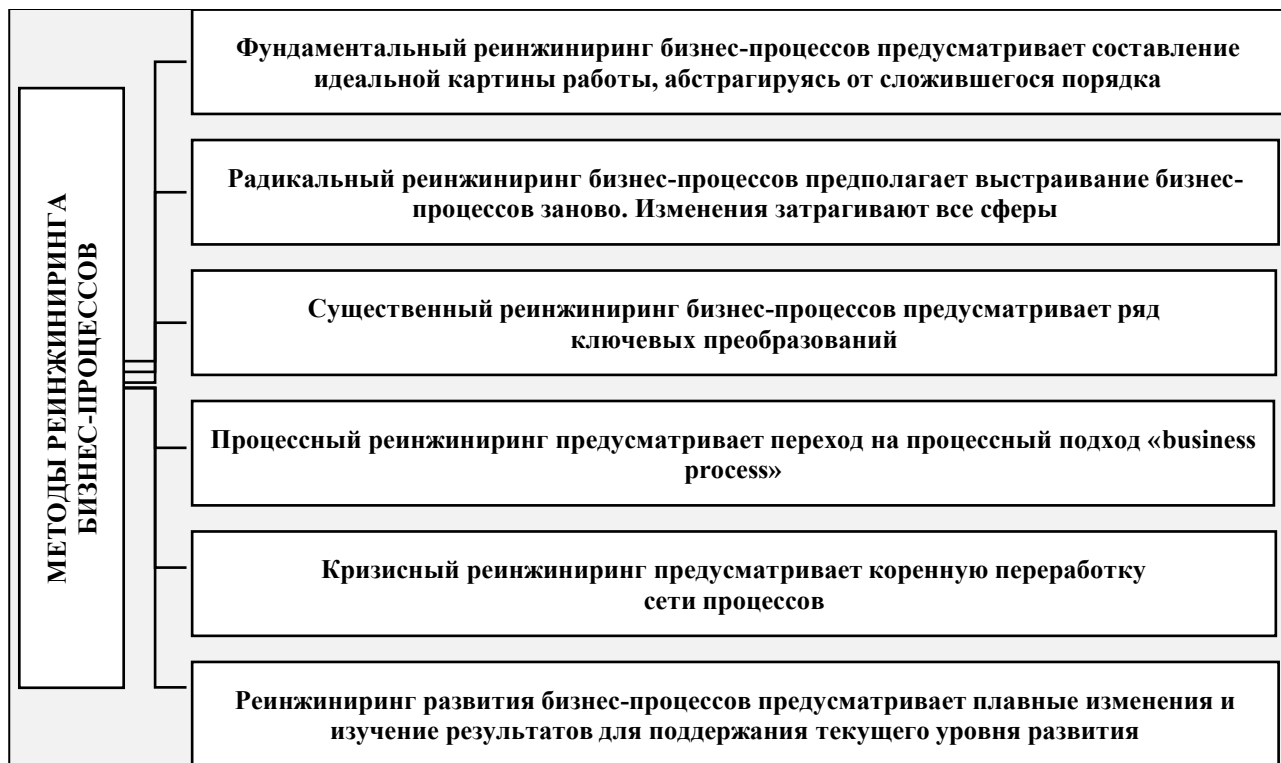 МЕТОДЫ РЕИНЖИНИРИНГА
БИЗНЕС-ПРОЦЕССОВ
Фундаментальный реинжиниринг бизнес-процессов предусматривает составление
идеальной картины работы, абстрагируясь от сложившегося порядка
Радикальный реинжиниринг бизнес-процессов предполагает выстраивание бизнес-
процессов заново. Изменения затрагивают все сферы
Существенный реинжиниринг бизнес-процессов предусматривает ряд
ключевых преобразований
Процессный реинжиниринг предусматривает переход на процессный подход «business
process»
Кризисный реинжиниринг предусматривает коренную переработку
сети процессов
Реинжиниринг развития бизнес-процессов предусматривает плавные изменения и
изучение результатов для поддержания текущего уровня развития